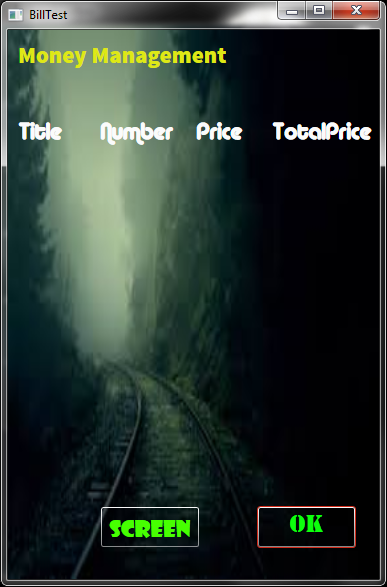 BillTest
Money Management
Title Number Price TotalPrice
SCREEN OK